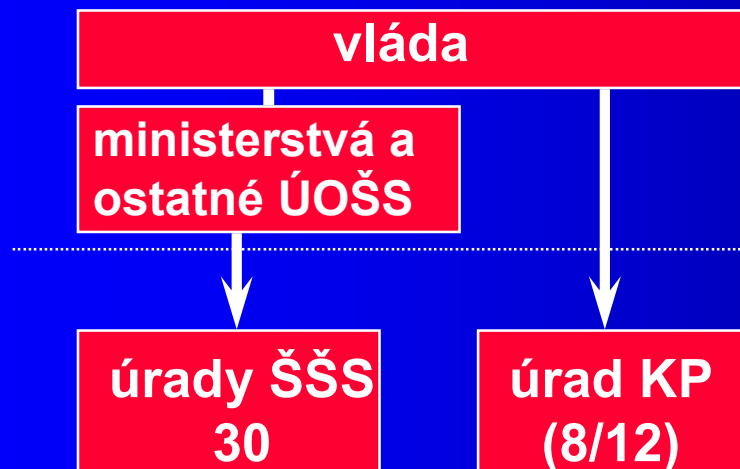 vláda
ministerstvá a
ostatné ÚOŠS
úrady ŠŠS
30
úrad KP
(8/12)